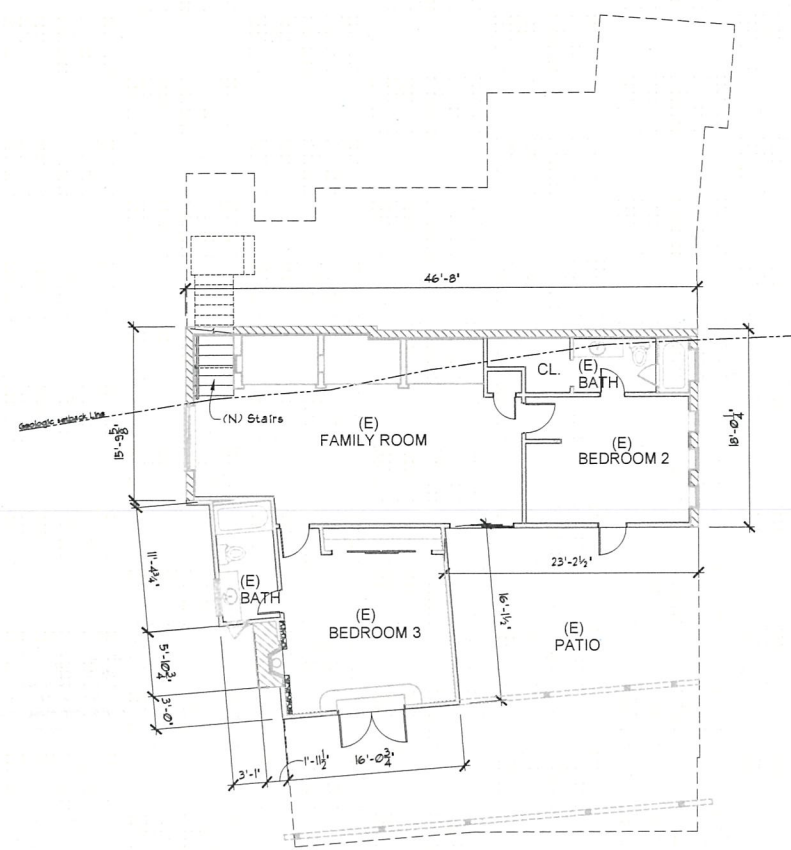 46'-8"
CL.
(E)
BATH
Geologic setback Line
(N) Stairs
(E)
FAMILY ROOM
(E)
BEDROOM 2
15'-9 5/8"
18'-0 1/4"
23'-2 1/2"
11'-4 3/4"
(E)
BATH
16'-1 1/2"
(E)
BEDROOM 3
(E)
PATIO
5'-10 3/4"
3'-0"
3'-1"
1'-11 1/2"
16'-0 3/4"